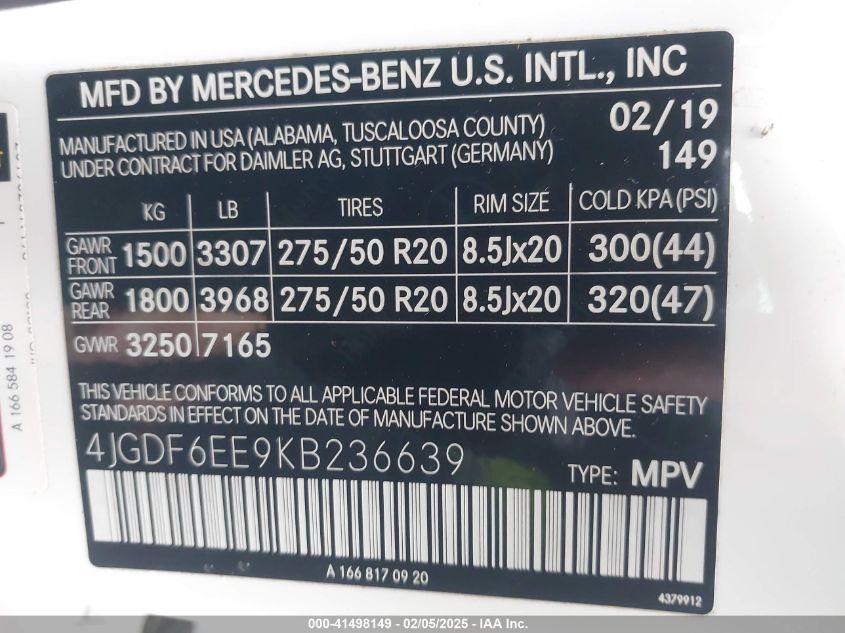 MFD BY MERCEDES-BENZ U.S. INTL., INC
MANUFACTURED IN USA (ALABAMA, TUSCALOOSA COUNTY) 02/19
UNDER CONTRACT FOR DAIMLER AG, STUTTGART (GERMANY) 149
KG LB TIRES RIM SIZE COLD KPA (PSI)
GAWR FRONT 1500 3307 275/50 R20 8.5Jx20 300(44)
GAWR REAR 1800 3968 275/50 R20 8.5Jx20 320(47)
GVWR 3250 7165
THIS VEHICLE CONFORMS TO ALL APPLICABLE FEDERAL MOTOR VEHICLE SAFETY
STANDARDS IN EFFECT ON THE DATE OF MANUFACTURE SHOWN ABOVE.
4JGDF6EE9KB236639 TYPE: MPV
A 166 817 09 20
4379912
A 166 584 19 08
000-41498149 - 02/05/2025 - IAA Inc.